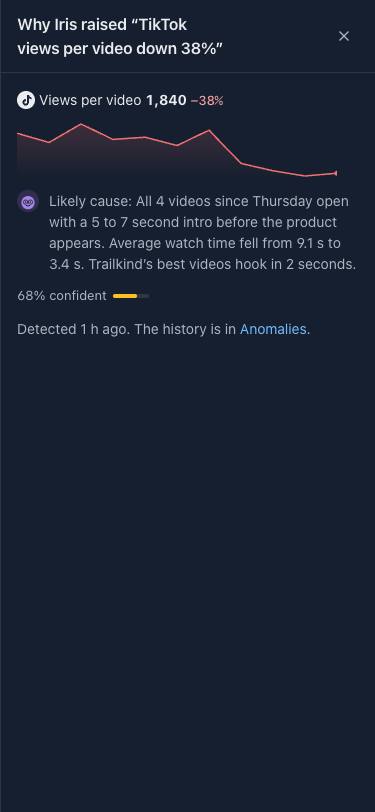 Why Iris raised “TikTok
views per video down 38%”
Views per video 1,840 −38%
Likely cause: All 4 videos since Thursday open
with a 5 to 7 second intro before the product
appears. Average watch time fell from 9.1 s to
3.4 s. Trailkind’s best videos hook in 2 seconds.
68% confident
Detected 1 h ago. The history is in Anomalies.